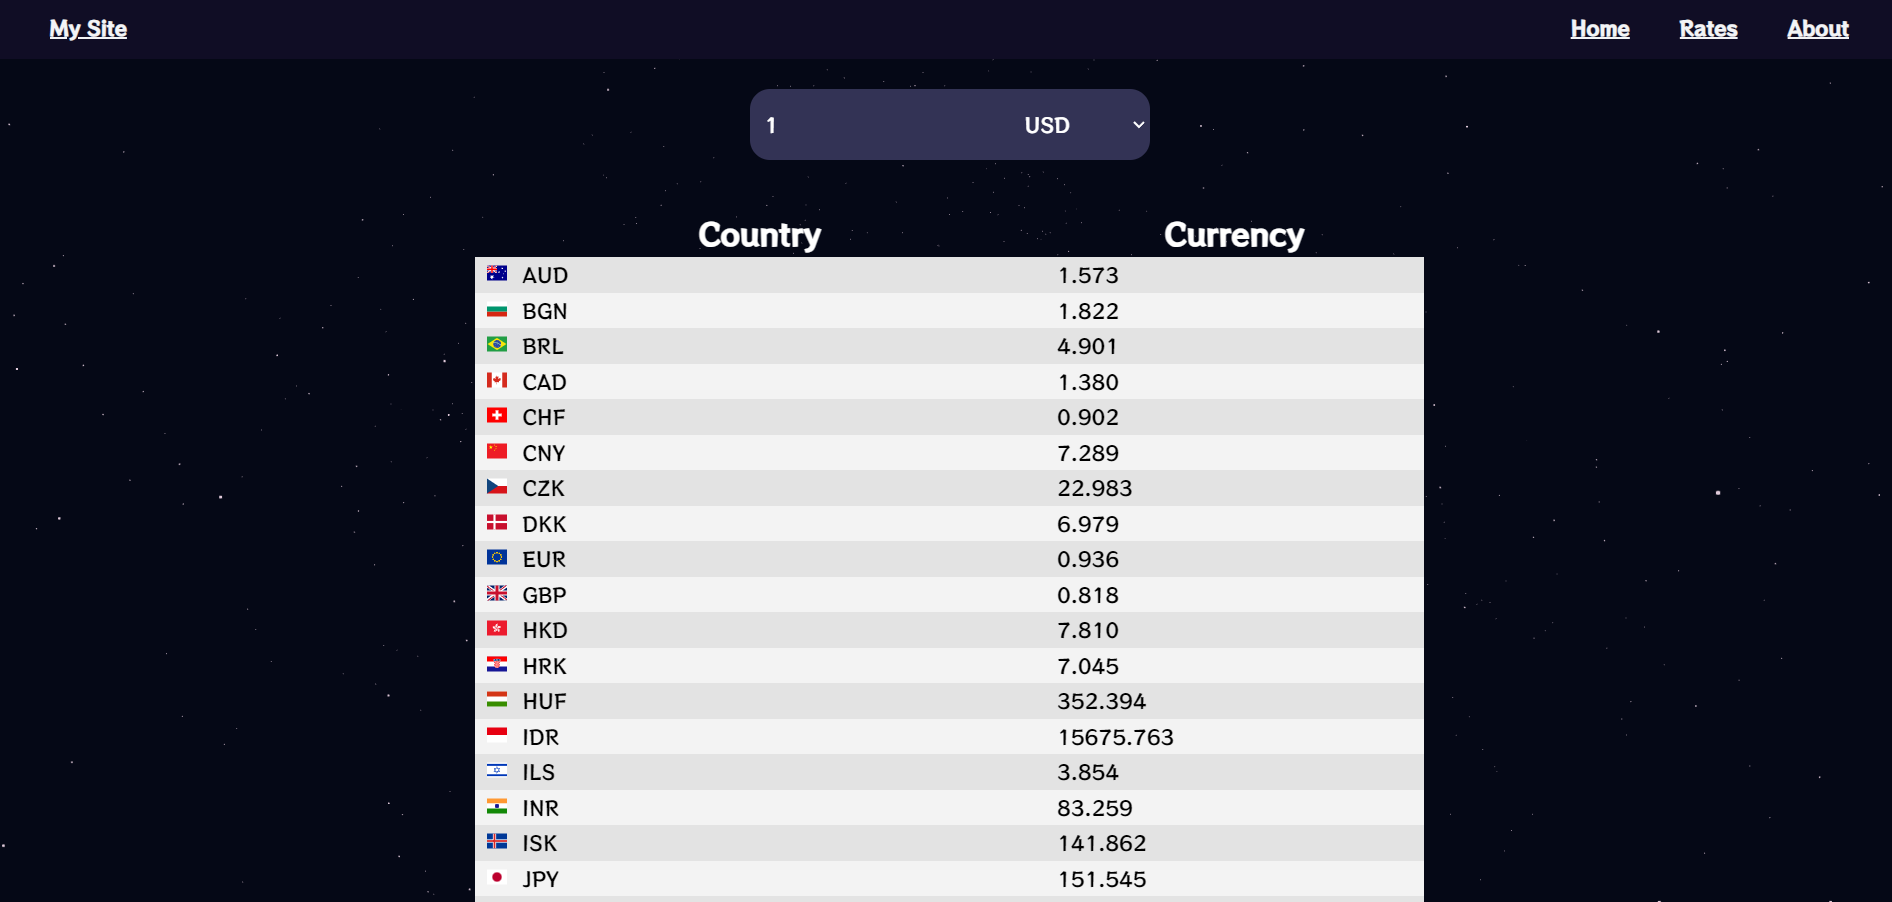 My Site Home Rates About
1 USD
Country Currency
AUD 1.573
BGN 1.822
BRL 4.901
CAD 1.380
CHF 0.902
CNY 7.289
CZK 22.983
DKK 6.979
EUR 0.936
GBP 0.818
HKD 7.810
HRK 7.045
HUF 352.394
IDR 15675.763
ILS 3.854
INR 83.259
ISK 141.862
JPY 151.545